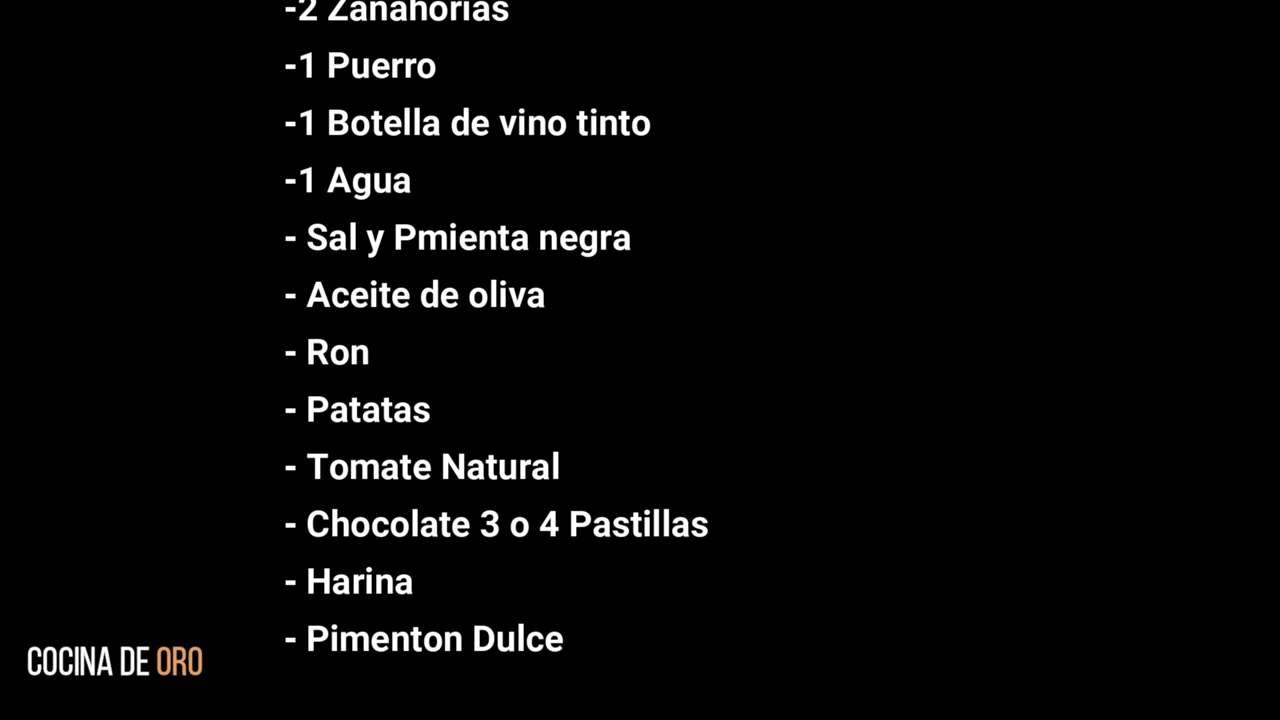 -2 Zanahorias
-1 Puerro
-1 Botella de vino tinto
-1 Agua
- Sal y Pmienta negra
- Aceite de oliva
- Ron
- Patatas
- Tomate Natural
- Chocolate 3 o 4 Pastillas
- Harina
- Pimenton Dulce
COCINA DE ORO